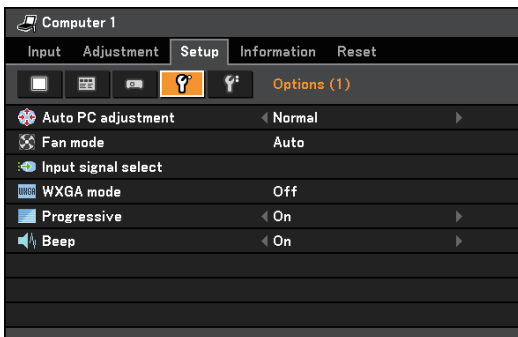 Computer 1
Input Adjustment Setup Information Reset
Options (1)
Auto PC adjustment Normal
Fan mode Auto
Input signal select
WXGA mode Off
Progressive On
Beep On